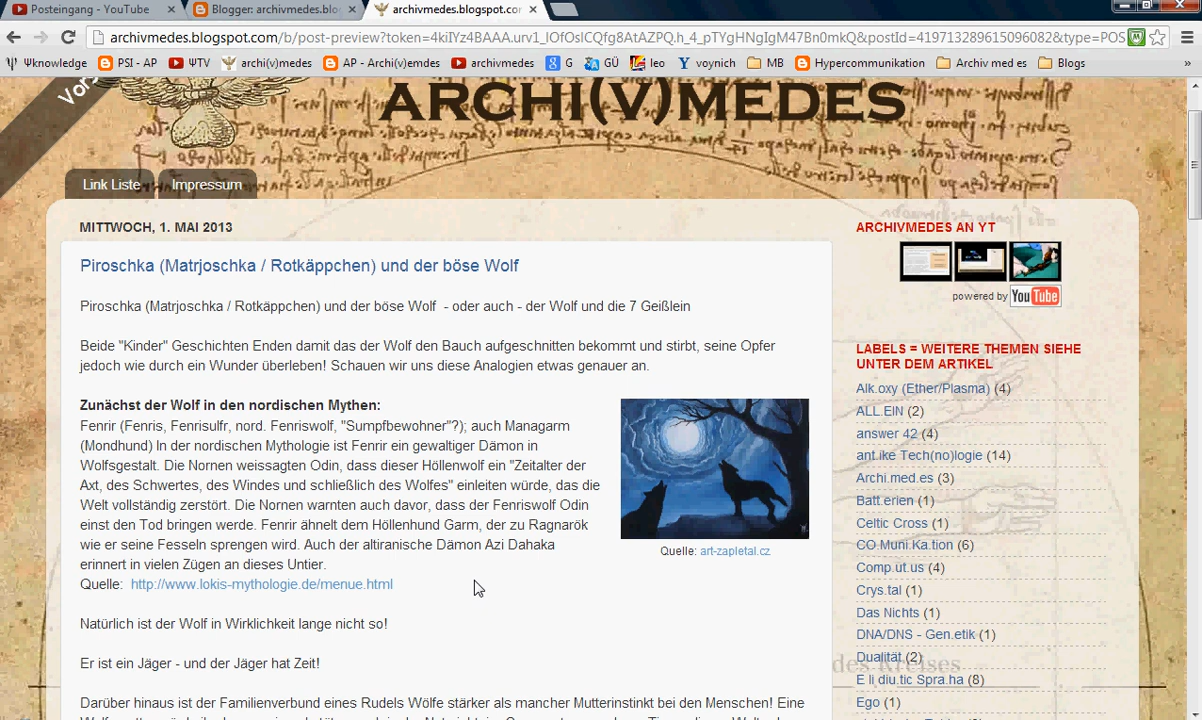 Posteingang - YouTube
Blogger: archivmedes.bl
archivmedes.blogspot.co
archivmedes.blogspot.com/b/post-preview?token=4kiIYz4BAAA.urv1_lOfOslCQfg8AtAZPQ.h_4_pTYgHNgIgM47Bn0mkQ&postId=419713289615096082&type=POS
Ψknowledge
PSI - AP
ΨTV
archi(v)medes
AP - Archi(v)emdes
archivmedes
G
GÜ
leo
voynich
MB
Hypercommunikation
Archiv med es
Blogs
»
Vors
ARCHI(V)MEDES
Link Liste
Impressum
MITTWOCH, 1. MAI 2013
Piroschka (Matrjoschka / Rotkäppchen) und der böse Wolf
Piroschka (Matrjoschka / Rotkäppchen) und der böse Wolf - oder auch - der Wolf und die 7 Geißlein
Beide "Kinder" Geschichten Enden damit das der Wolf den Bauch aufgeschnitten bekommt und stirbt, seine Opfer
jedoch wie durch ein Wunder überleben! Schauen wir uns diese Analogien etwas genauer an.
Zunächst der Wolf in den nordischen Mythen:
Fenrir (Fenris, Fenrisulfr, nord. Fenriswolf, "Sumpfbewohner"?); auch Managarm
(Mondhund) In der nordischen Mythologie ist Fenrir ein gewaltiger Dämon in
Wolfsgestalt. Die Nornen weissagten Odin, dass dieser Höllenwolf ein "Zeitalter der
Axt, des Schwertes, des Windes und schließlich des Wolfes" einleiten würde, das die
Welt vollständig zerstört. Die Nornen warnten auch davor, dass der Fenriswolf Odin
einst den Tod bringen werde. Fenrir ähnelt dem Höllenhund Garm, der zu Ragnarök
wie er seine Fesseln sprengen wird. Auch der altiranische Dämon Azi Dahaka
erinnert in vielen Zügen an dieses Untier.
Quelle: http://www.lokis-mythologie.de/menue.html
Quelle: art-zapletal.cz
Natürlich ist der Wolf in Wirklichkeit lange nicht so!
Er ist ein Jäger - und der Jäger hat Zeit!
Darüber hinaus ist der Familienverband eines Rudels Wölfe stärker als mancher Mutterinstinkt bei den Menschen! Eine
ARCHIVMEDES AN YT
powered by YouTube
LABELS = WEITERE THEMEN SIEHE
UNTER DEM ARTIKEL
Alk.oxy (Ether/Plasma) (4)
ALL.EIN (2)
answer 42 (4)
ant.ike Tech(no)logie (14)
Archi.med.es (3)
Batt.erien (1)
Celtic Cross (1)
CO.Muni.Ka.tion (6)
Comp.ut.us (4)
Crys.tal (1)
Das Nichts (1)
DNA/DNS - Gen.etik (1)
Dualität (2)
E li diu.tic Spra.ha (8)
Ego (1)
des Kreises